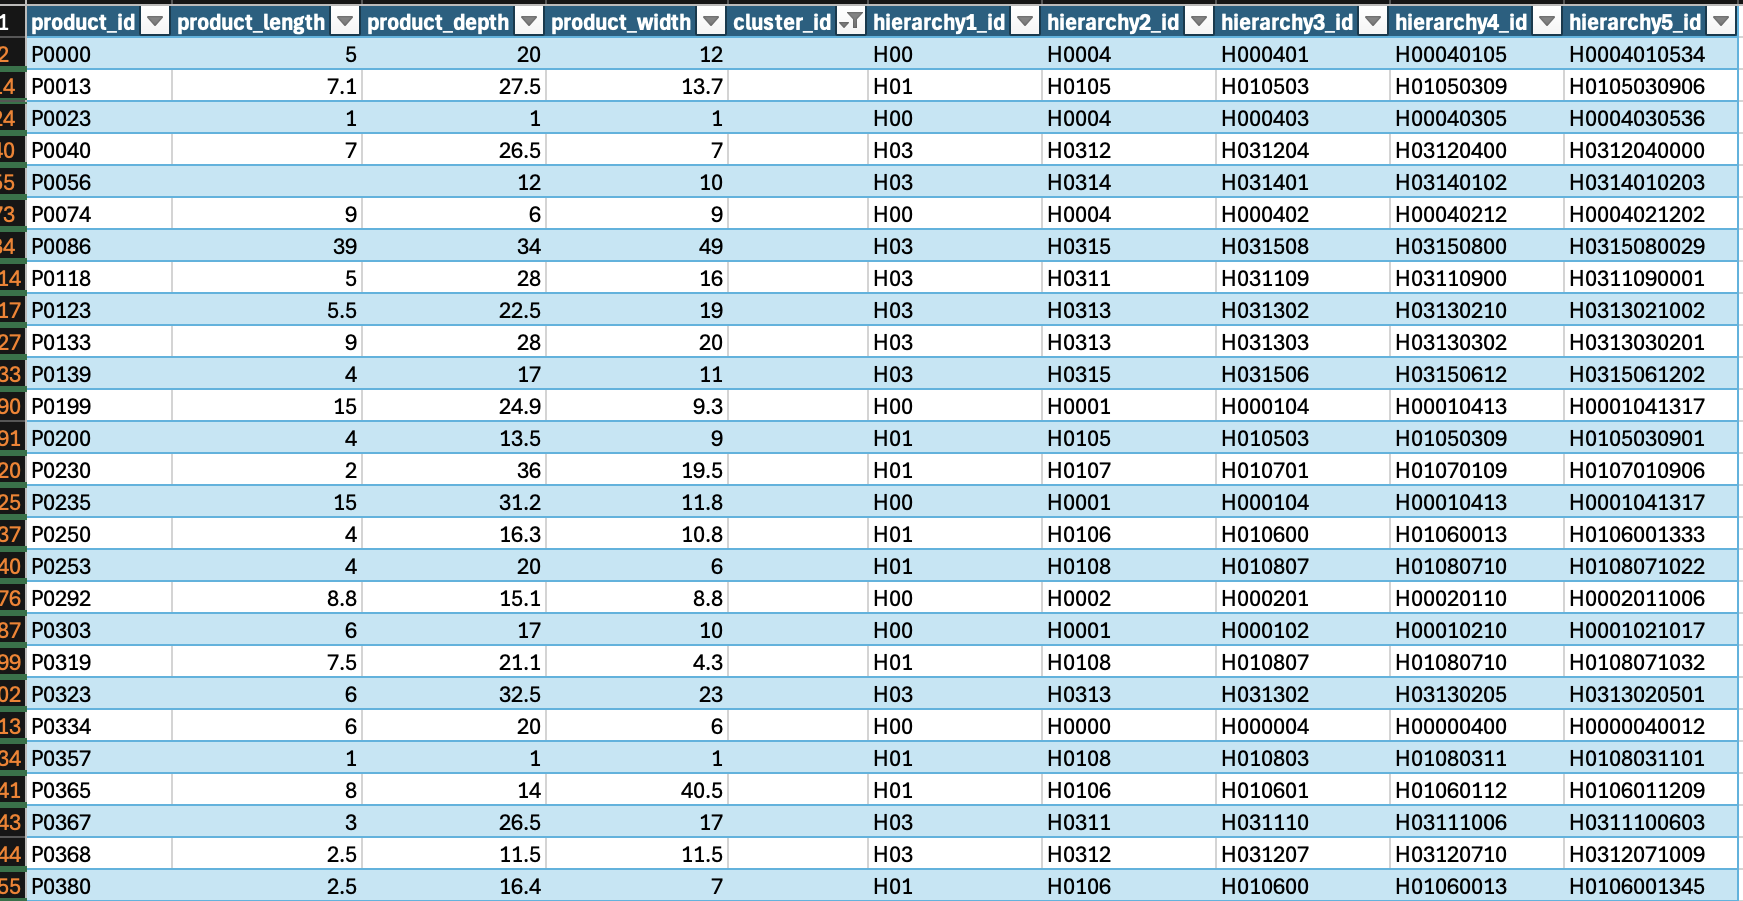 1 product_id product_length product_depth product_width cluster_id hierarchy1_id hierarchy2_id hierarchy3_id hierarchy4_id hierarchy5_id
2 P0000 5 20 12 H00 H0004 H000401 H00040105 H0004010534
4 P0013 7.1 27.5 13.7 H01 H0105 H010503 H01050309 H0105030906
24 P0023 1 1 1 H00 H0004 H000403 H00040305 H0004030536
40 P0040 7 26.5 7 H03 H0312 H031204 H03120400 H0312040000
55 P0056 12 10 H03 H0314 H031401 H03140102 H0314010203
73 P0074 9 6 9 H00 H0004 H000402 H00040212 H0004021202
34 P0086 39 34 49 H03 H0315 H031508 H03150800 H0315080029
14 P0118 5 28 16 H03 H0311 H031109 H03110900 H0311090001
17 P0123 5.5 22.5 19 H03 H0313 H031302 H03130210 H0313021002
27 P0133 9 28 20 H03 H0313 H031303 H03130302 H0313030201
33 P0139 4 17 11 H03 H0315 H031506 H03150612 H0315061202
90 P0199 15 24.9 9.3 H00 H0001 H000104 H00010413 H0001041317
91 P0200 4 13.5 9 H01 H0105 H010503 H01050309 H0105030901
20 P0230 2 36 19.5 H01 H0107 H010701 H01070109 H0107010906
25 P0235 15 31.2 11.8 H00 H0001 H000104 H00010413 H0001041317
37 P0250 4 16.3 10.8 H01 H0106 H010600 H01060013 H0106001333
40 P0253 4 20 6 H01 H0108 H010807 H01080710 H0108071022
76 P0292 8.8 15.1 8.8 H00 H0002 H000201 H00020110 H0002011006
87 P0303 6 17 10 H00 H0001 H000102 H00010210 H0001021017
99 P0319 7.5 21.1 4.3 H01 H0108 H010807 H01080710 H0108071032
02 P0323 6 32.5 23 H03 H0313 H031302 H03130205 H0313020501
13 P0334 6 20 6 H00 H0000 H000004 H00000400 H0000040012
34 P0357 1 1 1 H01 H0108 H010803 H01080311 H0108031101
41 P0365 8 14 40.5 H01 H0106 H010601 H01060112 H0106011209
43 P0367 3 26.5 17 H03 H0311 H031110 H03111006 H0311100603
44 P0368 2.5 11.5 11.5 H03 H0312 H031207 H03120710 H0312071009
55 P0380 2.5 16.4 7 H01 H0106 H010600 H01060013 H0106001345